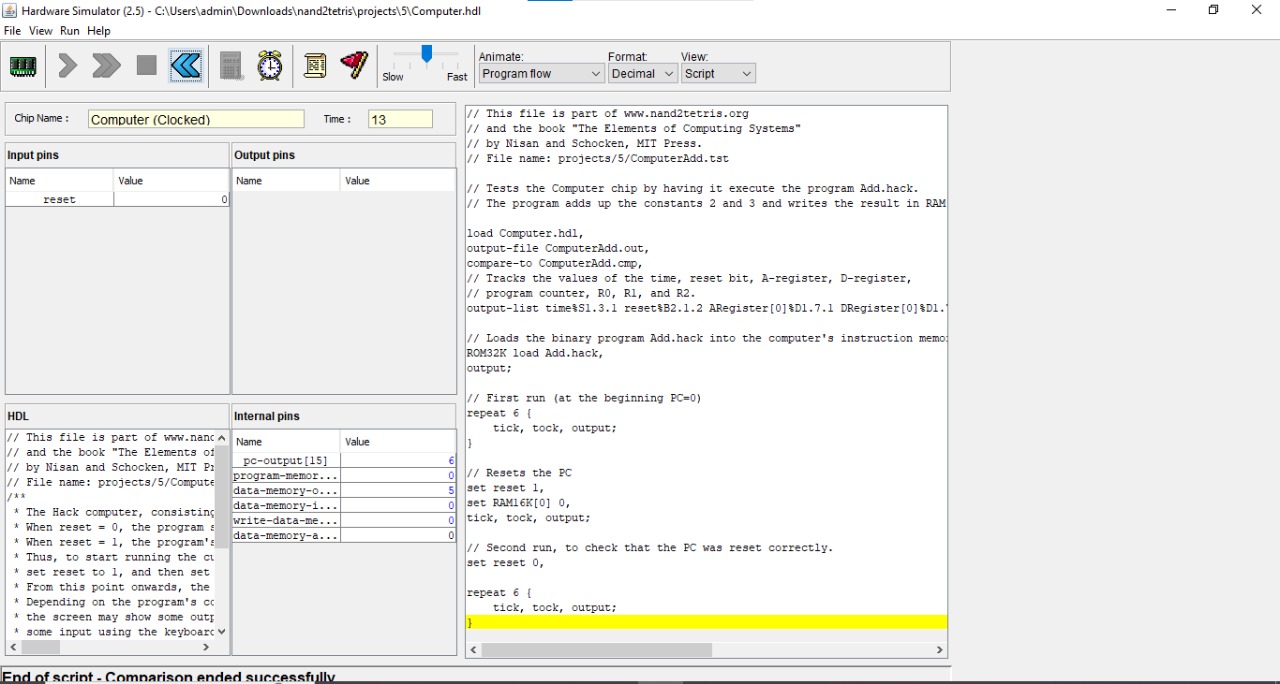 Hardware Simulator (2.5) - C:\Users\admin\Downloads\nand2tetris\projects\5\Computer.hdl
File View Run Help
Animate: Format: View:
Slow Fast Program flow Decimal Script
Chip Name : Computer (Clocked) Time : 13
Input pins
Name Value
reset 0
Output pins
Name Value
HDL
// This file is part of www.nand
// and the book "The Elements of
// by Nisan and Schocken, MIT Pr
// File name: projects/5/Compute
/**
* The Hack computer, consisting
* When reset = 0, the program s
* When reset = 1, the program's
* Thus, to start running the cu
* set reset to 1, and then set
* From this point onwards, the
* Depending on the program's co
* the screen may show some outp
* some input using the keyboard
Internal pins
Name Value
pc-output[15] 6
program-memor... 0
data-memory-o... 5
data-memory-i... 0
write-data-me... 0
data-memory-a... 0
// This file is part of www.nand2tetris.org
// and the book "The Elements of Computing Systems"
// by Nisan and Schocken, MIT Press.
// File name: projects/5/ComputerAdd.tst
// Tests the Computer chip by having it execute the program Add.hack.
// The program adds up the constants 2 and 3 and writes the result in RAM
load Computer.hdl,
output-file ComputerAdd.out,
compare-to ComputerAdd.cmp,
// Tracks the values of the time, reset bit, A-register, D-register,
// program counter, R0, R1, and R2.
output-list time%S1.3.1 reset%B2.1.2 ARegister[0]%D1.7.1 DRegister[0]%D1.
// Loads the binary program Add.hack into the computer's instruction memo
ROM32K load Add.hack,
output;
// First run (at the beginning PC=0)
repeat 6 {
tick, tock, output;
}
// Resets the PC
set reset 1,
set RAM16K[0] 0,
tick, tock, output;
// Second run, to check that the PC was reset correctly.
set reset 0,
repeat 6 {
tick, tock, output;
}
End of script - Comparison ended successfully